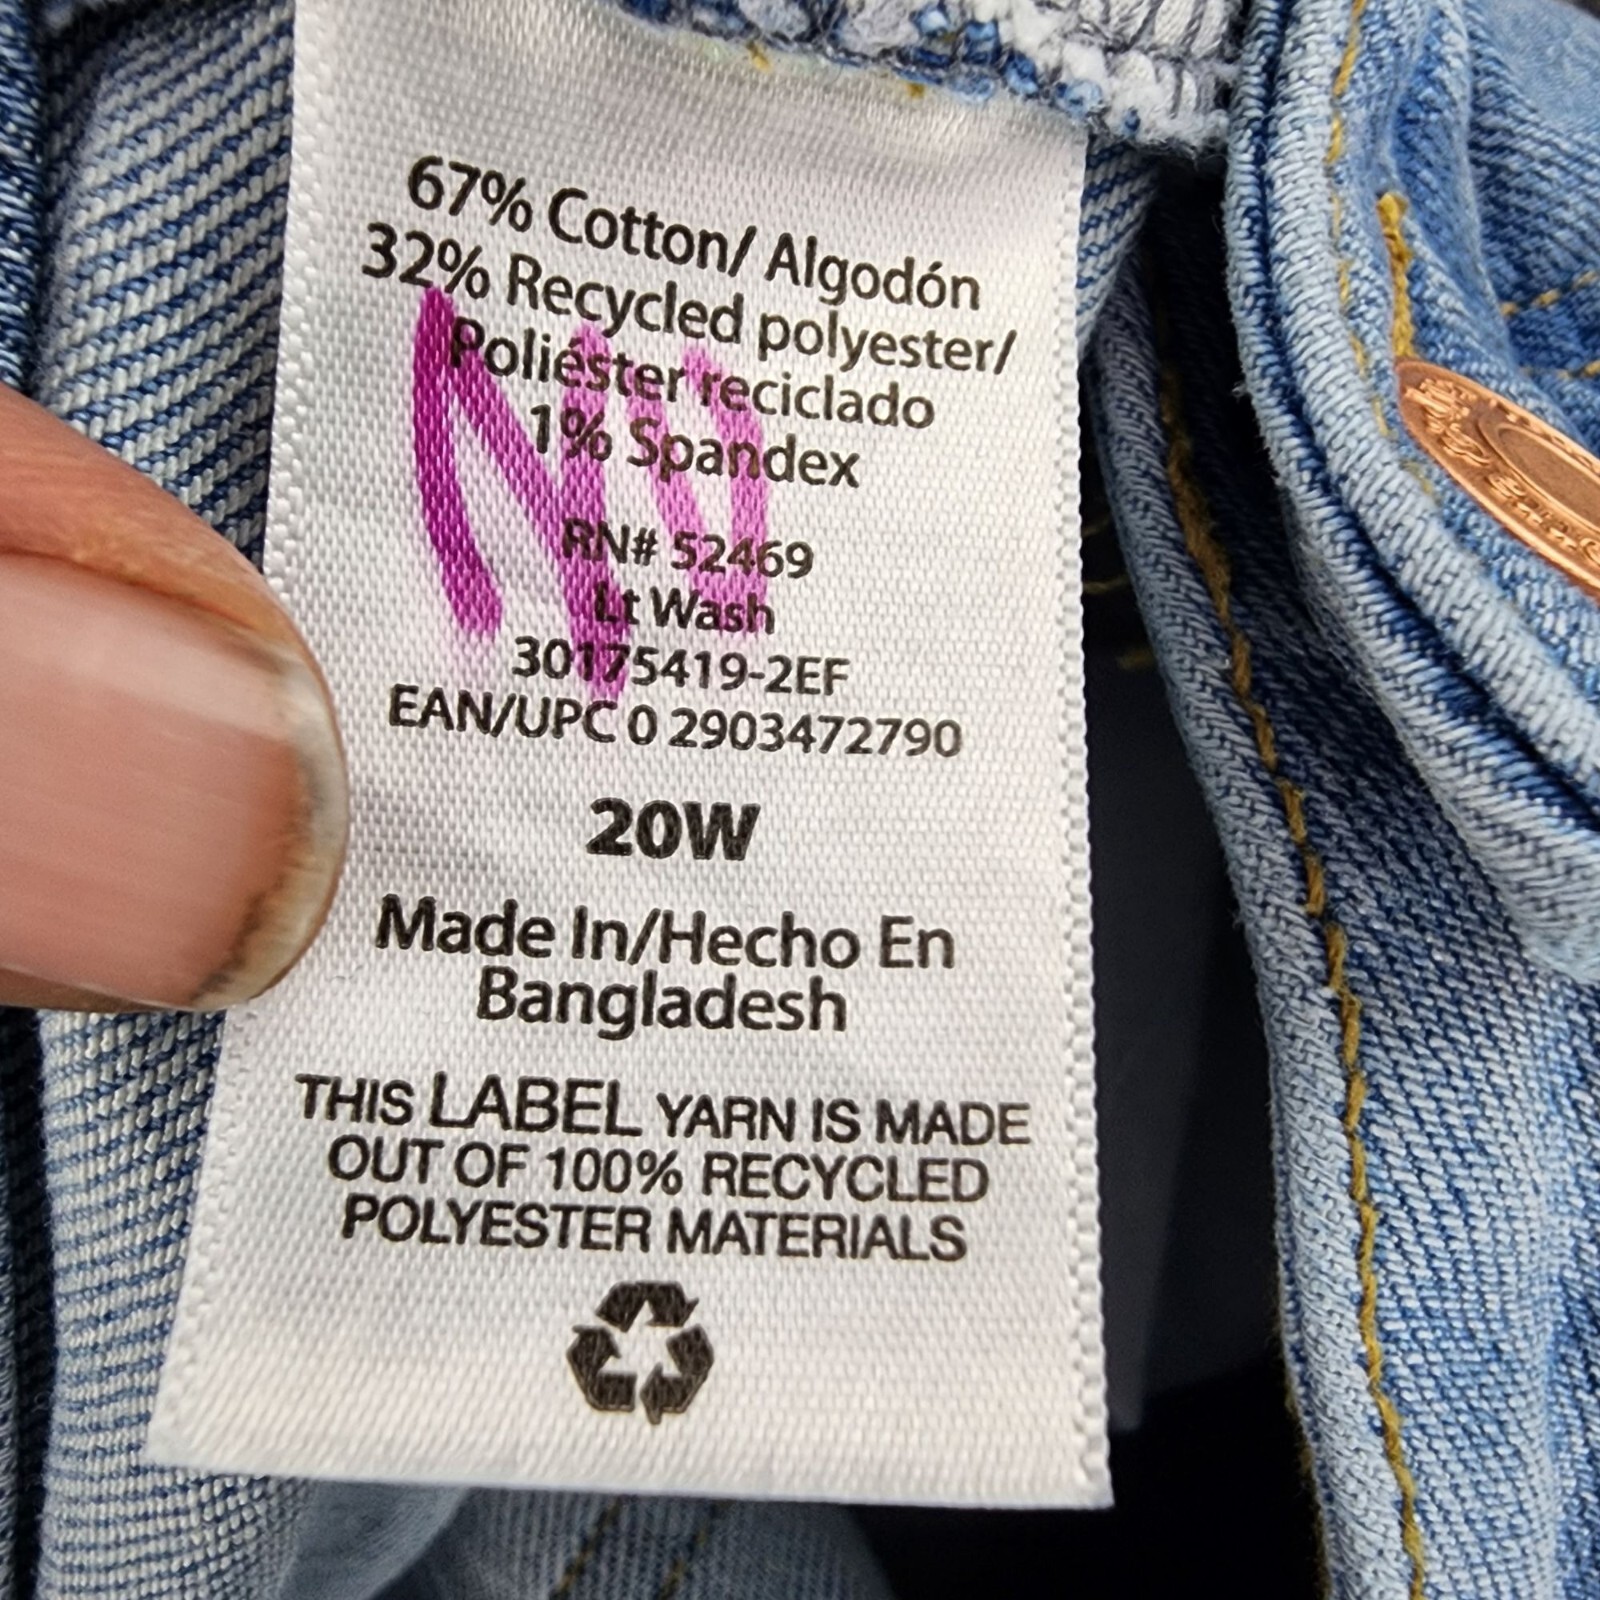 67% Cotton/ Algodón
32% Recycled polyester/
Poliéster reciclado
1% Spandex
RN# 52469
Lt Wash
30175419-2EF
EAN/UPC 0 2903472790
20W
Made In/Hecho En
Bangladesh
THIS LABEL YARN IS MADE
OUT OF 100% RECYCLED
POLYESTER MATERIALS